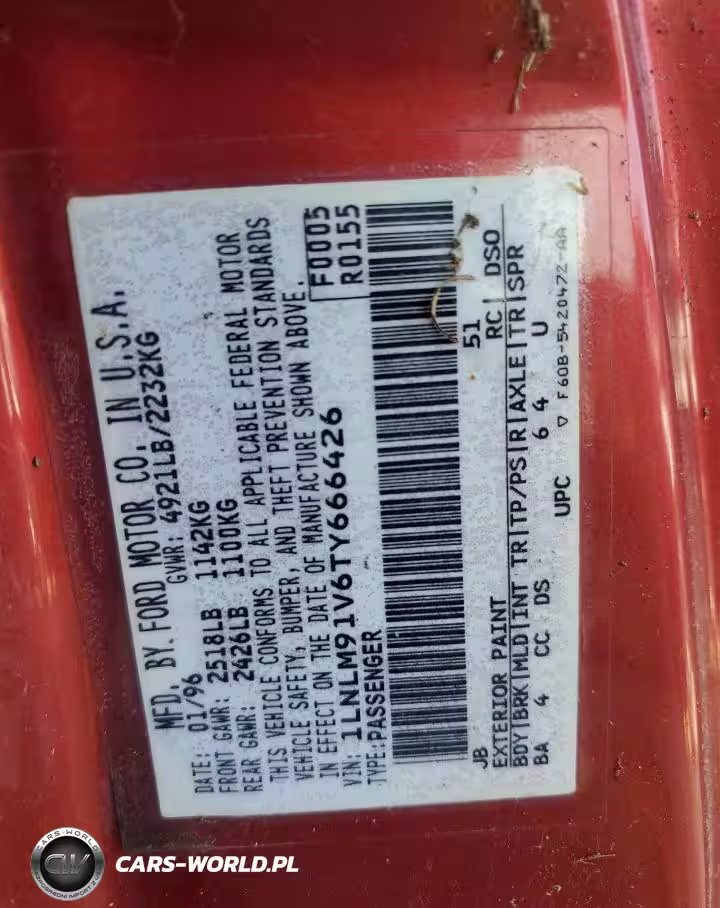 MFD. BY. FORD MOTOR CO. IN U.S.A.
DATE: 01/96 GVWR: 4921LB/2232KG
FRONT GAWR: 2518LB 1142KG
REAR GAWR: 2426LB 1100KG
THIS VEHICLE CONFORMS TO ALL APPLICABLE FEDERAL MOTOR
VEHICLE SAFETY, BUMPER, AND THEFT PREVENTION STANDARDS
IN EFFECT ON THE DATE OF MANUFACTURE SHOWN ABOVE.
VIN: 1LNLM91V6TY666426
TYPE: PASSENGER
F0005
R0155
JB 51
EXTERIOR PAINT RC DSO
BDY BRK MLD INT TR TP/PS R AXLE TR SPR
BA 4 CC DS 6 4 U
UPC ▽ F60B-5420472-AA
CARS-WORLD
CW
CARS-WORLD.PL